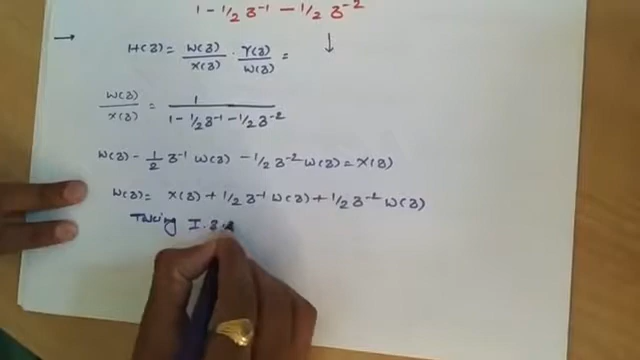 1 - 1/2 z⁻¹ - 1/2 z⁻²
→ ↓
H(z) = W(z)/X(z) · Y(z)/W(z) =
W(z)/X(z) = 1/(1 - 1/2 z⁻¹ - 1/2 z⁻²)
W(z) - 1/2 z⁻¹ W(z) - 1/2 z⁻² W(z) = X(z)
W(z) = X(z) + 1/2 z⁻¹ W(z) + 1/2 z⁻² W(z)
Taking I.z.